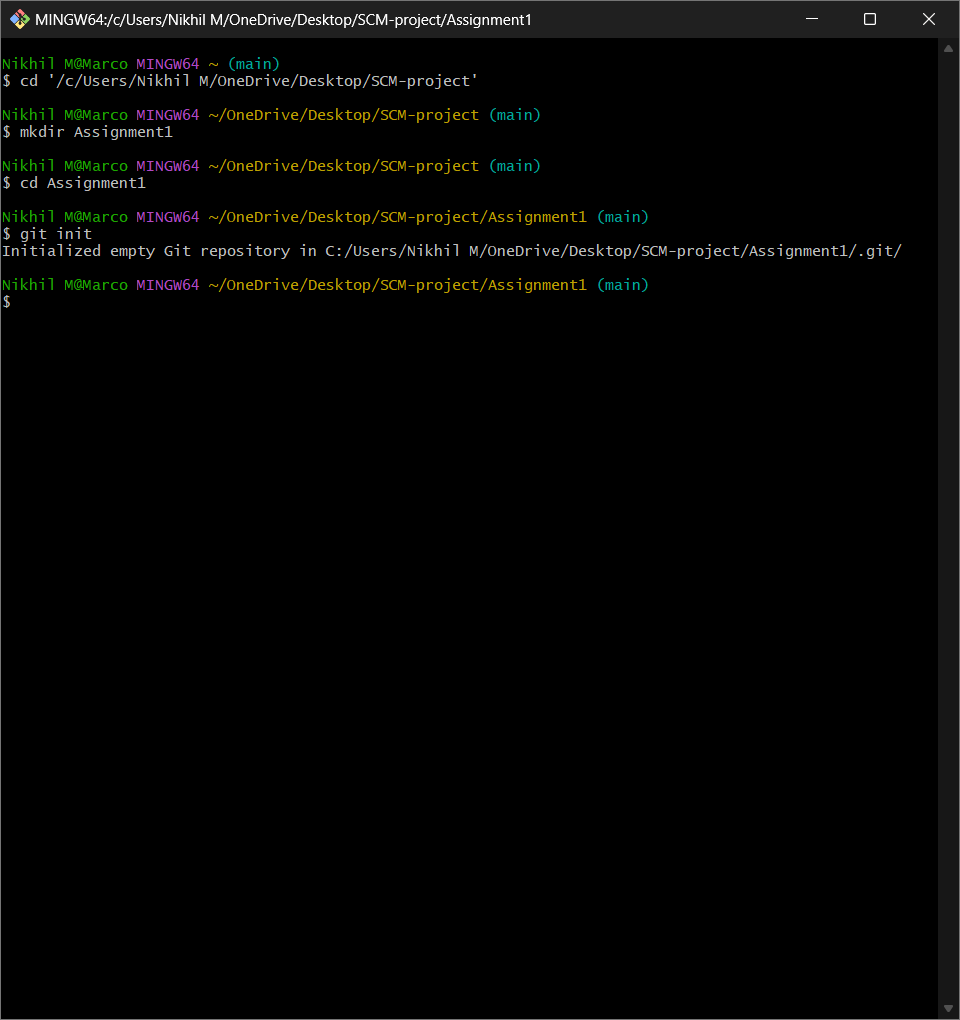 MINGW64:/c/Users/Nikhil M/OneDrive/Desktop/SCM-project/Assignment1
Nikhil M@Marco MINGW64 ~ (main)
$ cd '/c/Users/Nikhil M/OneDrive/Desktop/SCM-project'
Nikhil M@Marco MINGW64 ~/OneDrive/Desktop/SCM-project (main)
$ mkdir Assignment1
Nikhil M@Marco MINGW64 ~/OneDrive/Desktop/SCM-project (main)
$ cd Assignment1
Nikhil M@Marco MINGW64 ~/OneDrive/Desktop/SCM-project/Assignment1 (main)
$ git init
Initialized empty Git repository in C:/Users/Nikhil M/OneDrive/Desktop/SCM-project/Assignment1/.git/
Nikhil M@Marco MINGW64 ~/OneDrive/Desktop/SCM-project/Assignment1 (main)
$